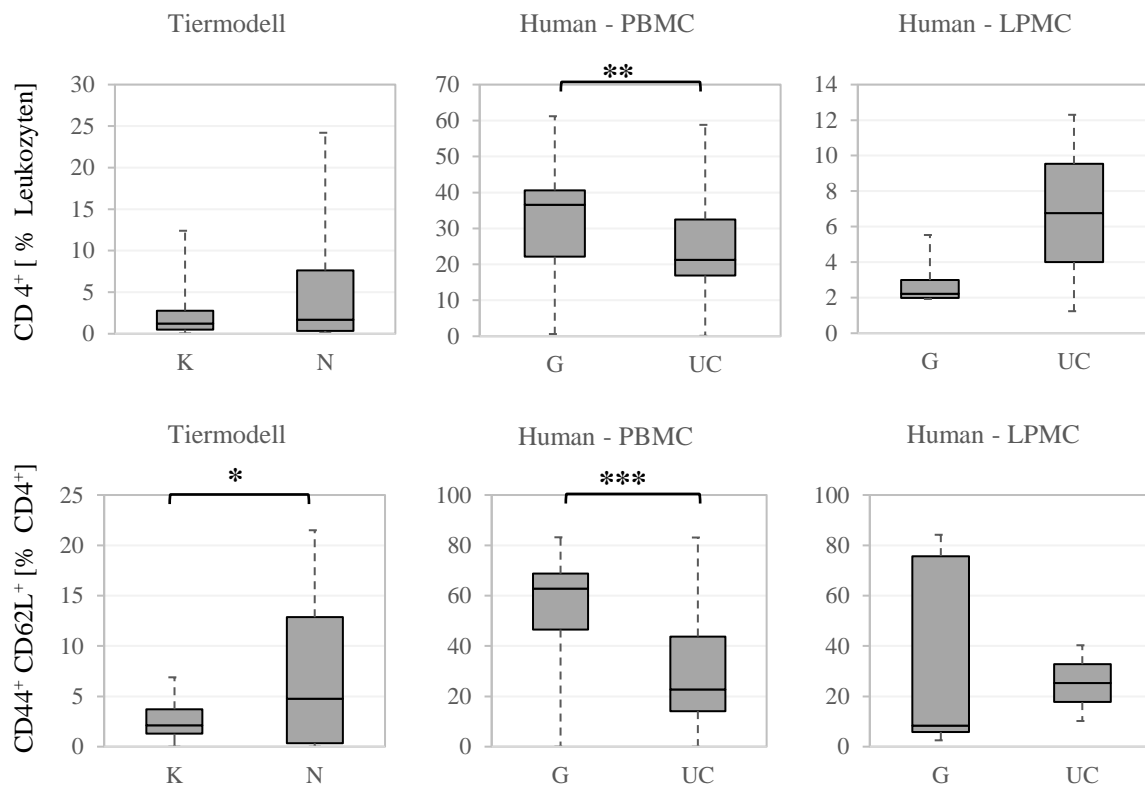 Tiermodell
Human - PBMC
Human - LPMC
CD 4⁺ [ % Leukozyten]
30
25
20
15
10
5
0
K
N
**
70
60
50
40
30
20
10
0
G
UC
14
12
10
8
6
4
2
0
G
UC
Tiermodell
Human - PBMC
Human - LPMC
CD44⁺ CD62L⁺ [% CD4⁺]
*
25
20
15
10
5
0
K
N
***
100
80
60
40
20
0
G
UC
100
80
60
40
20
0
G
UC